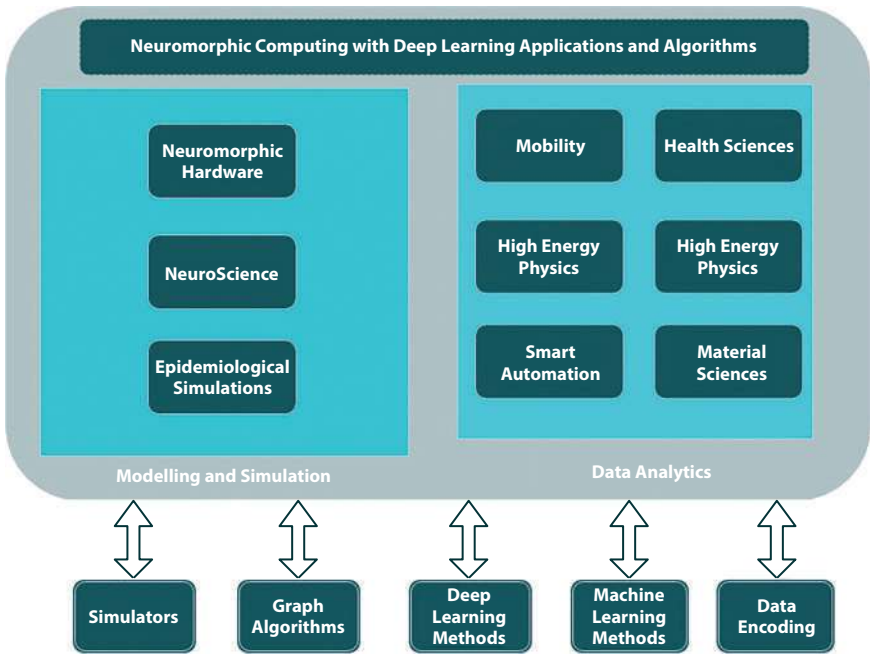 Neuromorphic Computing with Deep Learning Applications and Algorithms
Neuromorphic
Hardware
NeuroScience
Epidemiological
Simulations
Modelling and Simulation
Mobility
Health Sciences
High Energy
Physics
High Energy
Physics
Smart
Automation
Material
Sciences
Data Analytics
Simulators
Graph
Algorithms
Deep
Learning
Methods
Machine
Learning
Methods
Data
Encoding